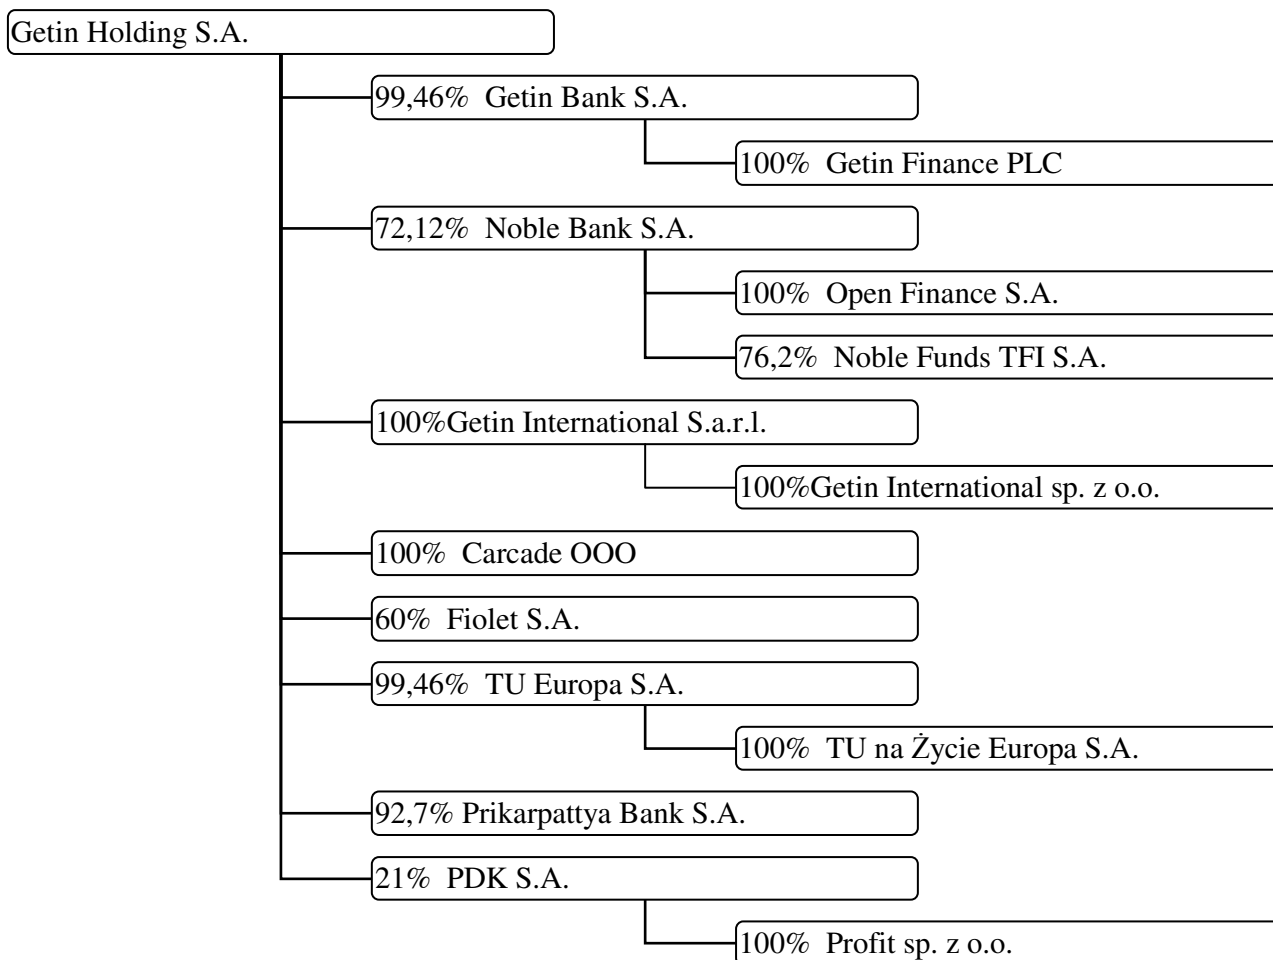 Getin Holding S.A.
99,46% Getin Bank S.A.
100% Getin Finance PLC
72,12% Noble Bank S.A.
100% Open Finance S.A.
76,2% Noble Funds TFI S.A.
100%Getin International S.a.r.l.
100%Getin International sp. z o.o.
100% Carcade OOO
60% Fiolet S.A.
99,46% TU Europa S.A.
100% TU na Życie Europa S.A.
92,7% Prikarpattya Bank S.A.
21% PDK S.A.
100% Profit sp. z o.o.